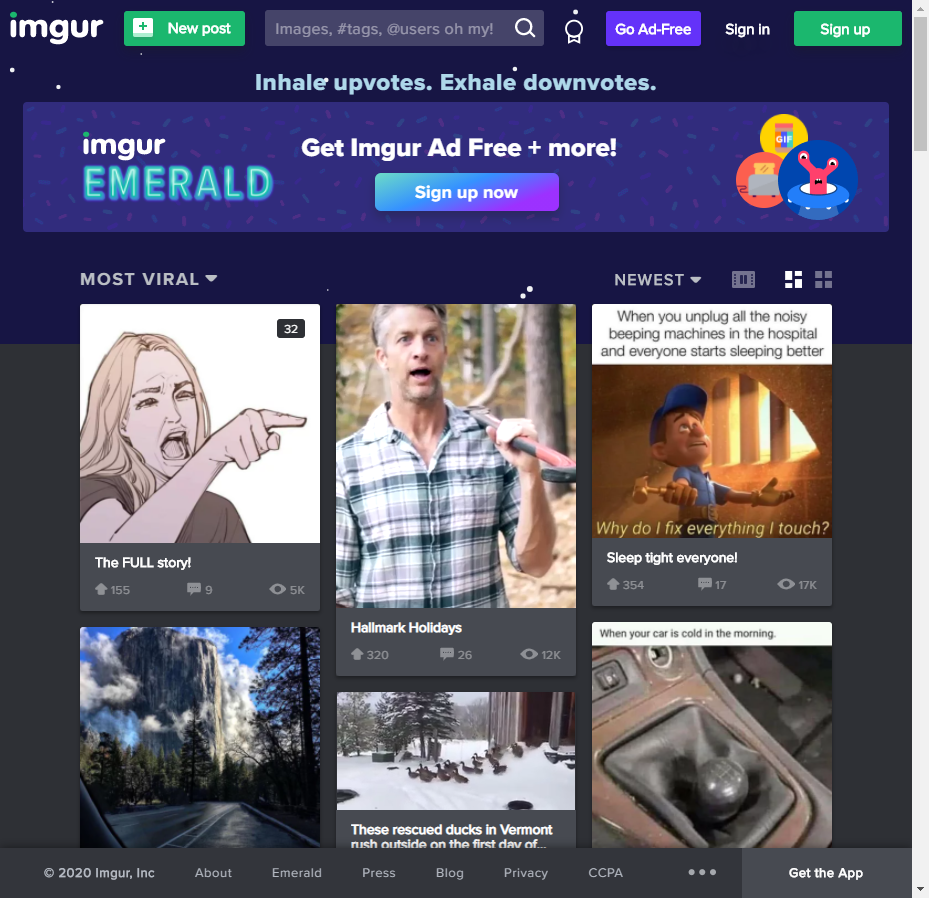 imgur
New post
Images, #tags, @users oh my!
Go Ad-Free
Sign in
Sign up
Inhale upvotes. Exhale downvotes.
imgur
EMERALD
Get Imgur Ad Free + more!
Sign up now
GIF
MOST VIRAL
NEWEST
32
The FULL story!
155
9
5K
Hallmark Holidays
320
26
12K
When you unplug all the noisy
beeping machines in the hospital
and everyone starts sleeping better
Why do I fix everything I touch?
Sleep tight everyone!
354
17
17K
When your car is cold in the morning.
These rescued ducks in Vermont
rush outside on the first day of...
© 2020 Imgur, Inc
About
Emerald
Press
Blog
Privacy
CCPA
Get the App